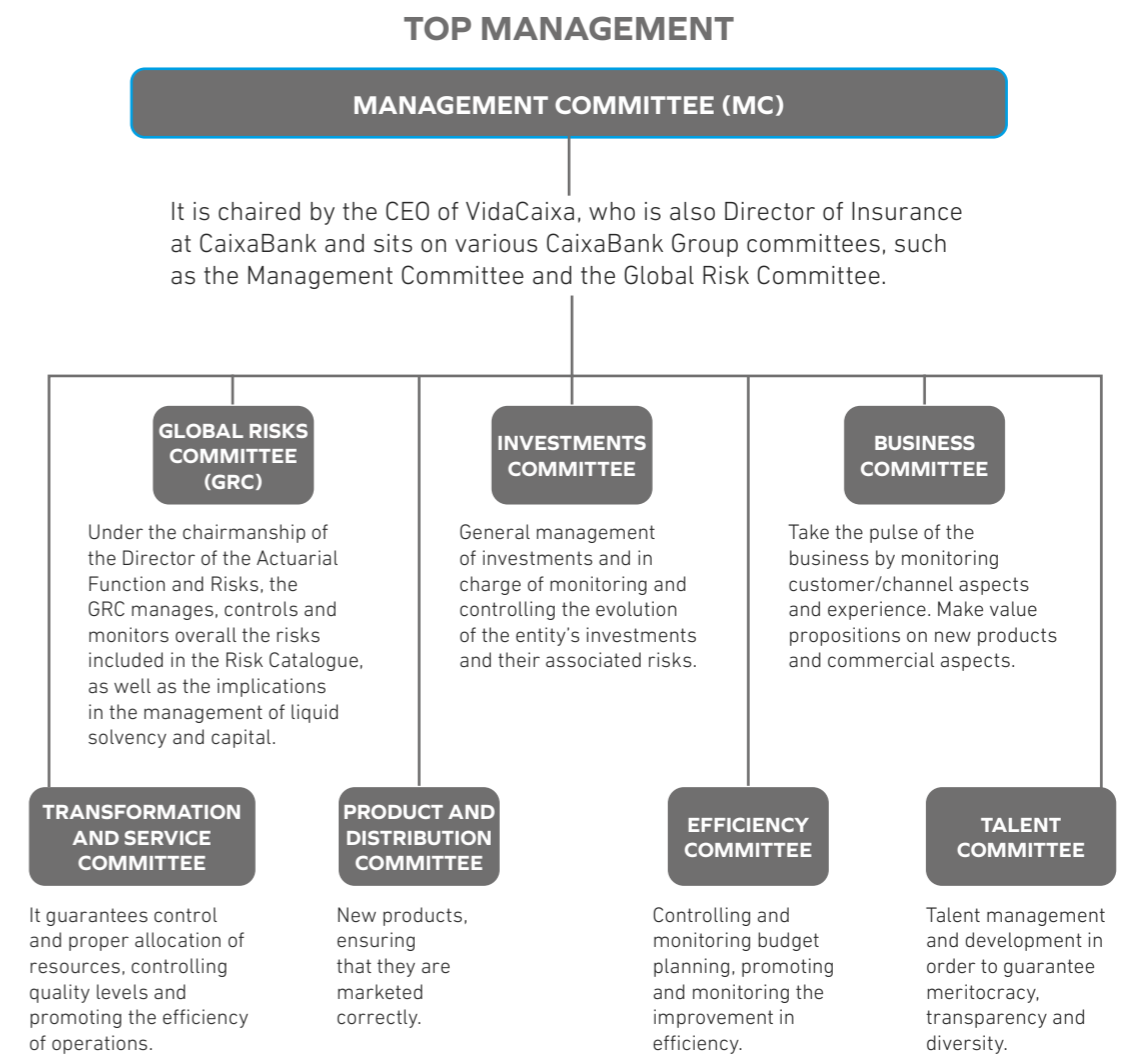 TOP MANAGEMENT
MANAGEMENT COMMITTEE (MC)
It is chaired by the CEO of VidaCaixa, who is also Director of Insurance
at CaixaBank and sits on various CaixaBank Group committees, such
as the Management Committee and the Global Risk Committee.
GLOBAL RISKS
COMMITTEE
(GRC)
Under the chairmanship of
the Director of the Actuarial
Function and Risks, the
GRC manages, controls and
monitors overall the risks
included in the Risk Catalogue,
as well as the implications
in the management of liquid
solvency and capital.
INVESTMENTS
COMMITTEE
General management
of investments and in
charge of monitoring and
controlling the evolution
of the entity's investments
and their associated risks.
BUSINESS
COMMITTEE
Take the pulse of the
business by monitoring
customer/channel aspects
and experience. Make value
propositions on new products
and commercial aspects.
TRANSFORMATION
AND SERVICE
COMMITTEE
It guarantees control
and proper allocation of
resources, controlling
quality levels and
promoting the efficiency
of operations.
PRODUCT AND
DISTRIBUTION
COMMITTEE
New products,
ensuring
that they are
marketed
correctly.
EFFICIENCY
COMMITTEE
Controlling and
monitoring budget
planning, promoting
and monitoring the
improvement in
efficiency.
TALENT
COMMITTEE
Talent management
and development in
order to guarantee
meritocracy,
transparency and
diversity.